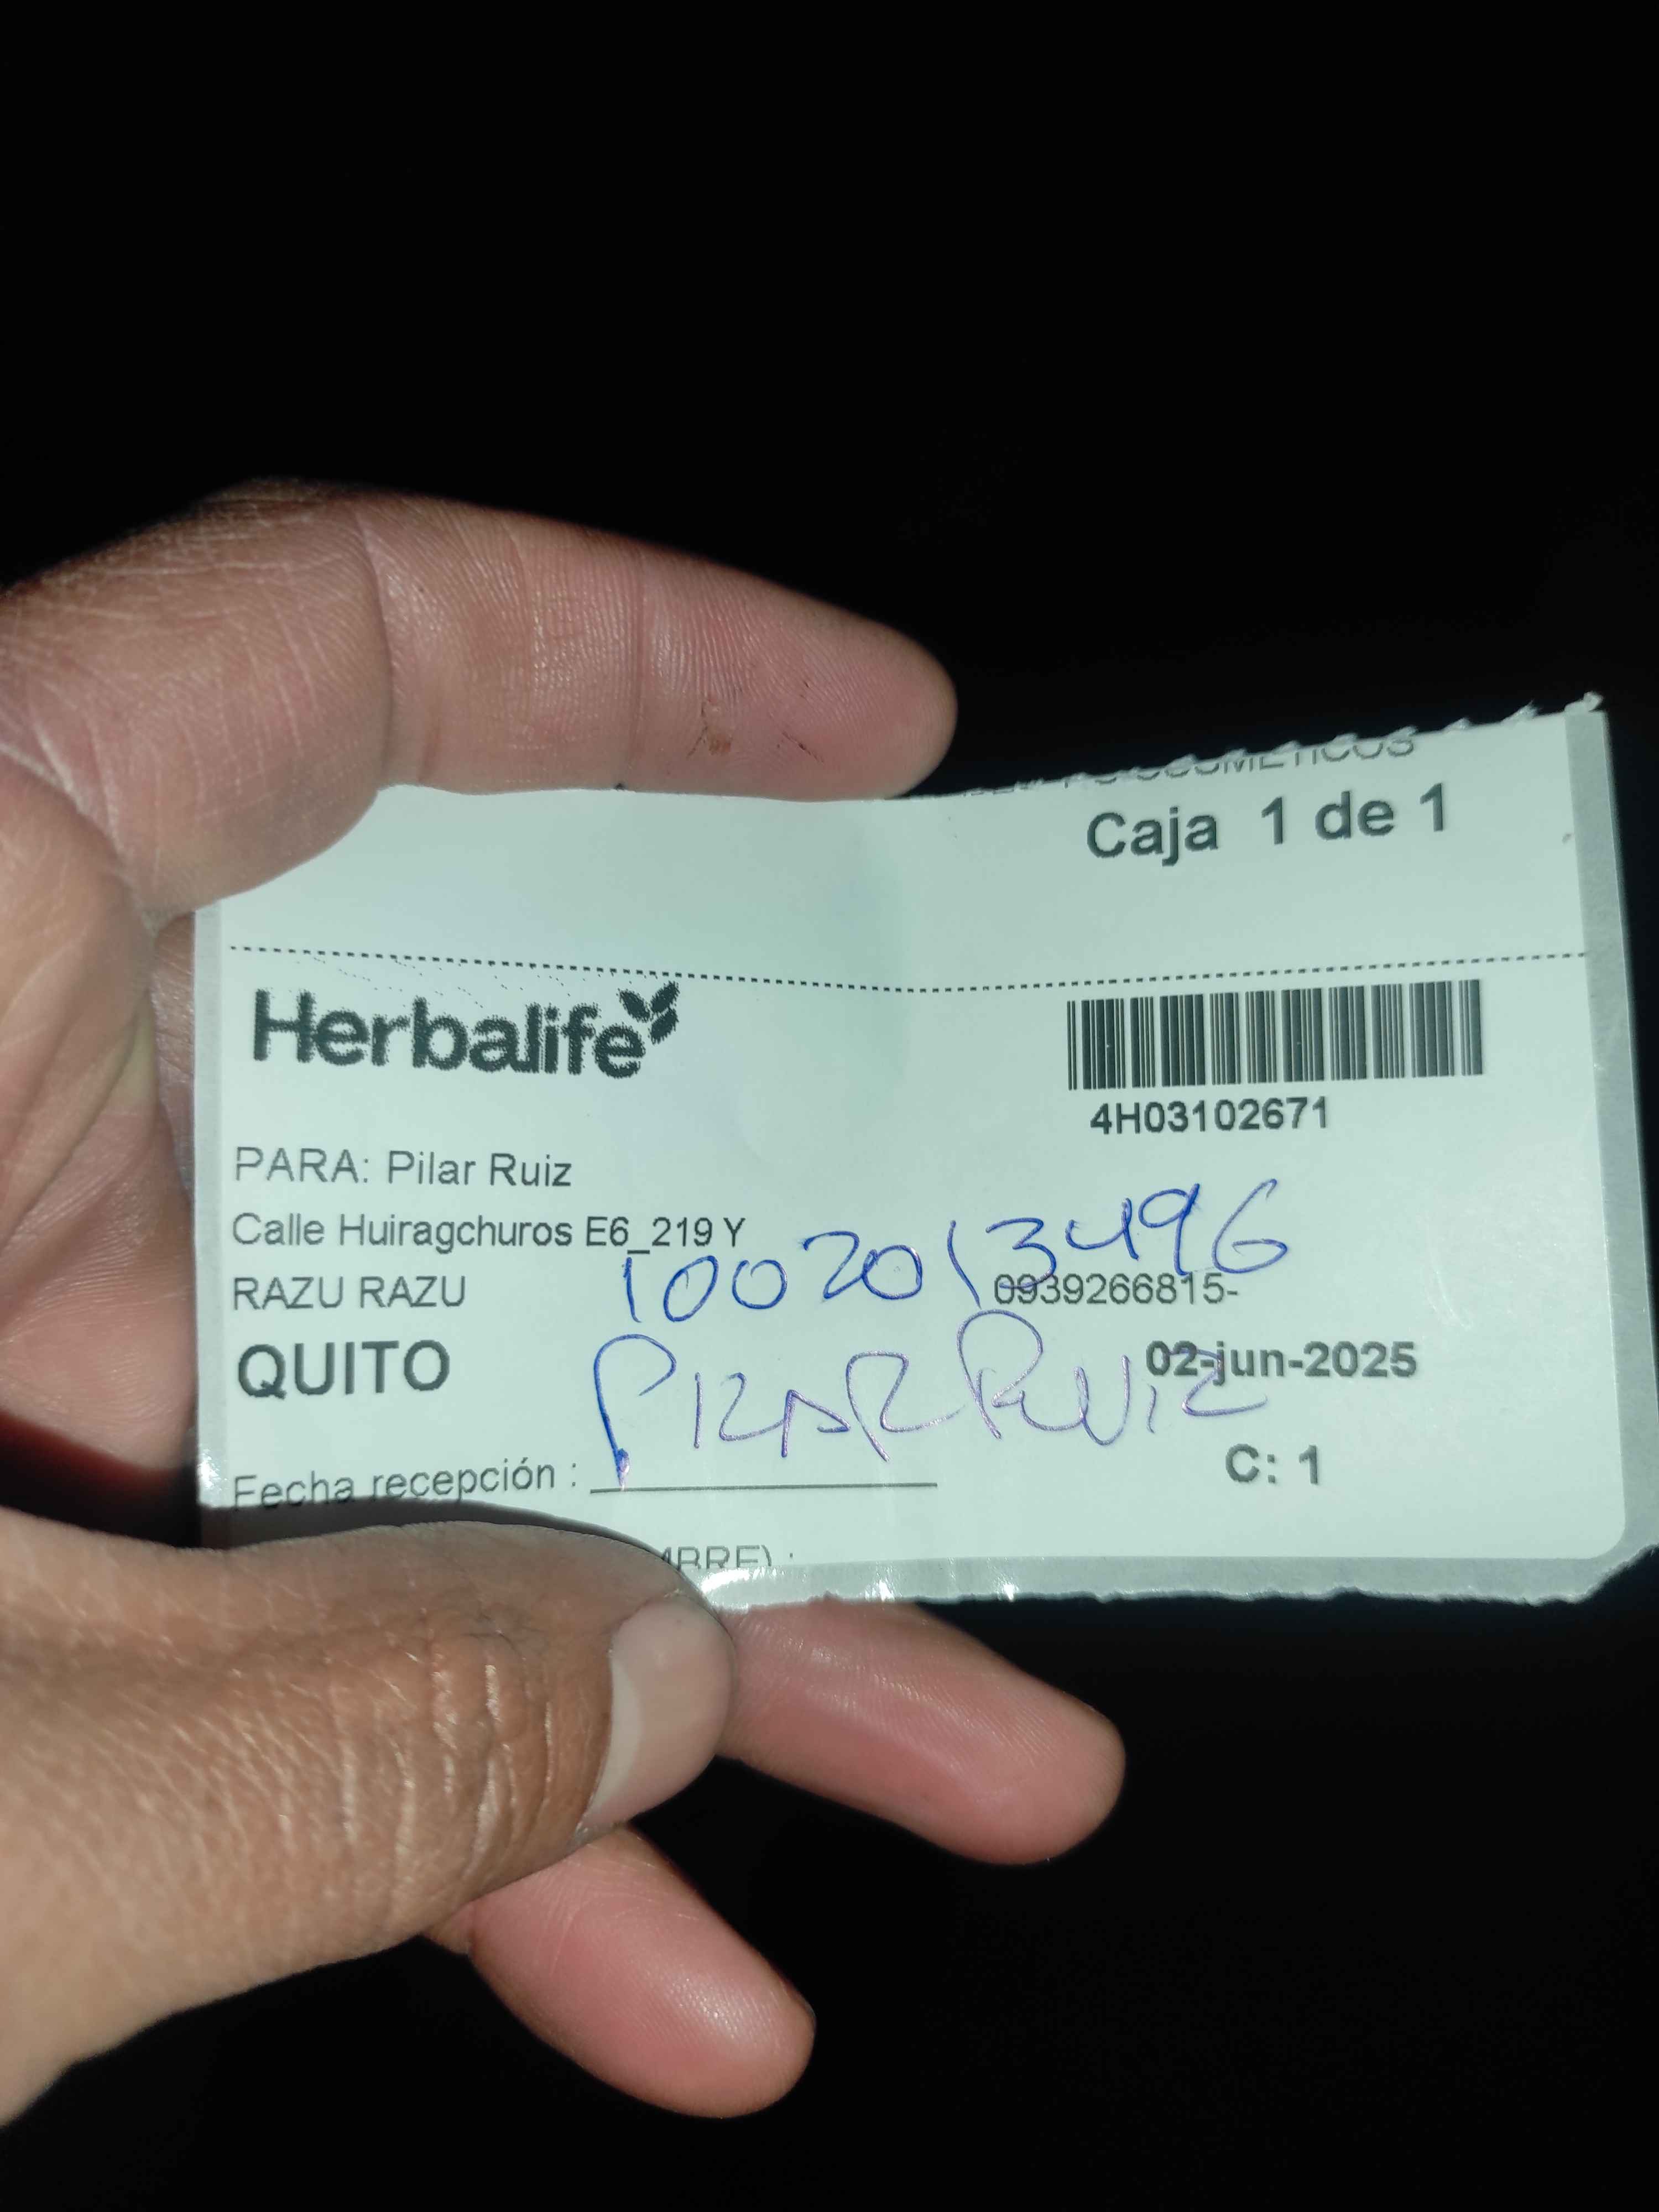 COSMETICOS
Caja 1 de 1
Herbalife
4H03102671
PARA: Pilar Ruiz
Calle Huiragchuros E6_219 Y
1002013496
RAZU RAZU
0939266815-
QUITO
02-jun-2025
PILAR RUIZ
C: 1
Fecha recepción :